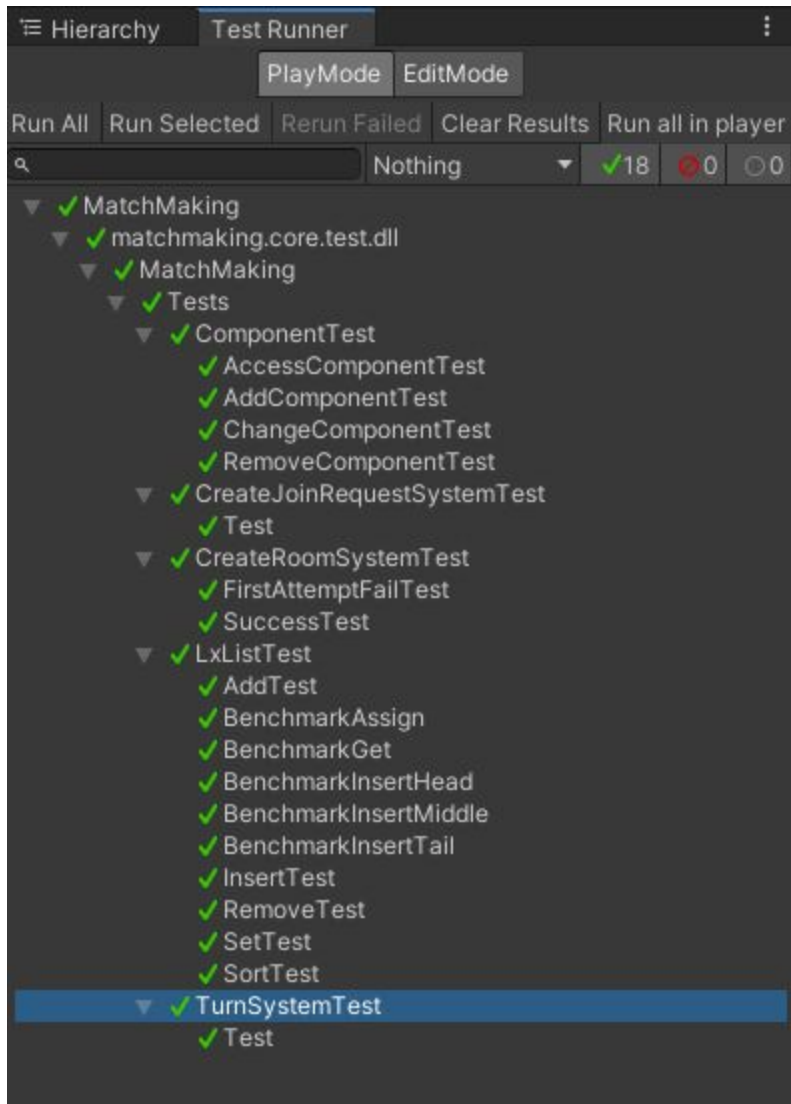 Hierarchy Test Runner
PlayMode EditMode
Run All Run Selected Rerun Failed Clear Results Run all in player
Nothing 18 0 0
MatchMaking
matchmaking.core.test.dll
MatchMaking
Tests
ComponentTest
AccessComponentTest
AddComponentTest
ChangeComponentTest
RemoveComponentTest
CreateJoinRequestSystemTest
Test
CreateRoomSystemTest
FirstAttemptFailTest
SuccessTest
LxListTest
AddTest
BenchmarkAssign
BenchmarkGet
BenchmarkInsertHead
BenchmarkInsertMiddle
BenchmarkInsertTail
InsertTest
RemoveTest
SetTest
SortTest
TurnSystemTest
Test